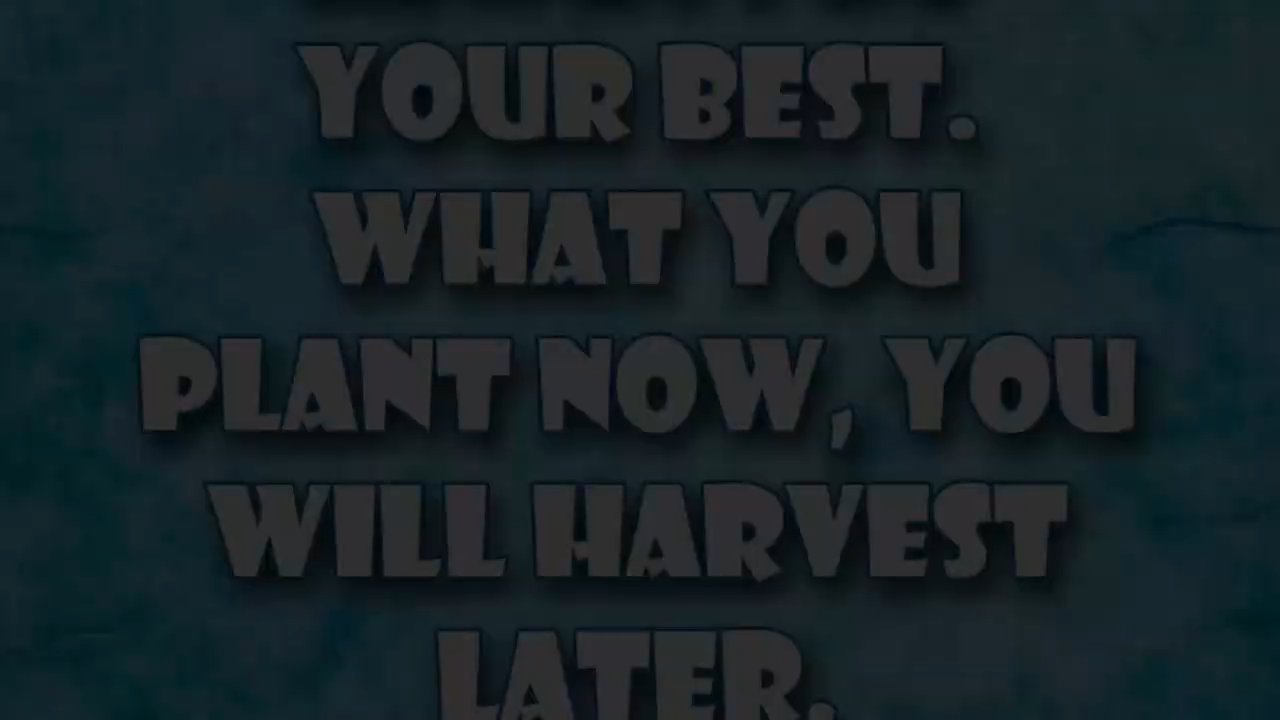 YOUR BEST.
WHAT YOU
PLANT NOW, YOU
WILL HARVEST
LATER.